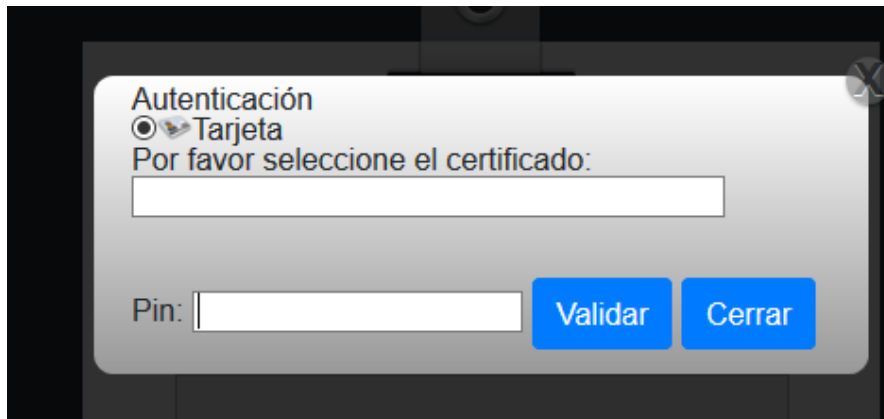 X
Autenticación
Tarjeta
Por favor seleccione el certificado:
Pin:
Validar
Cerrar